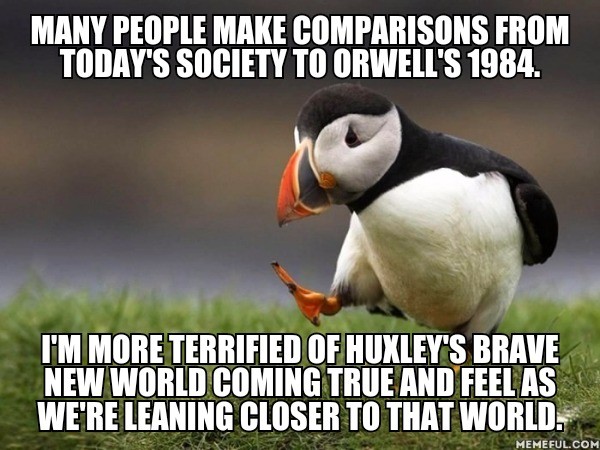 MANY PEOPLE MAKE COMPARISONS FROM
TODAY'S SOCIETY TO ORWELL'S 1984.
I'M MORE TERRIFIED OF HUXLEY'S BRAVE
NEW WORLD COMING TRUE AND FEEL AS
WE'RE LEANING CLOSER TO THAT WORLD.
MEMEFUL.COM